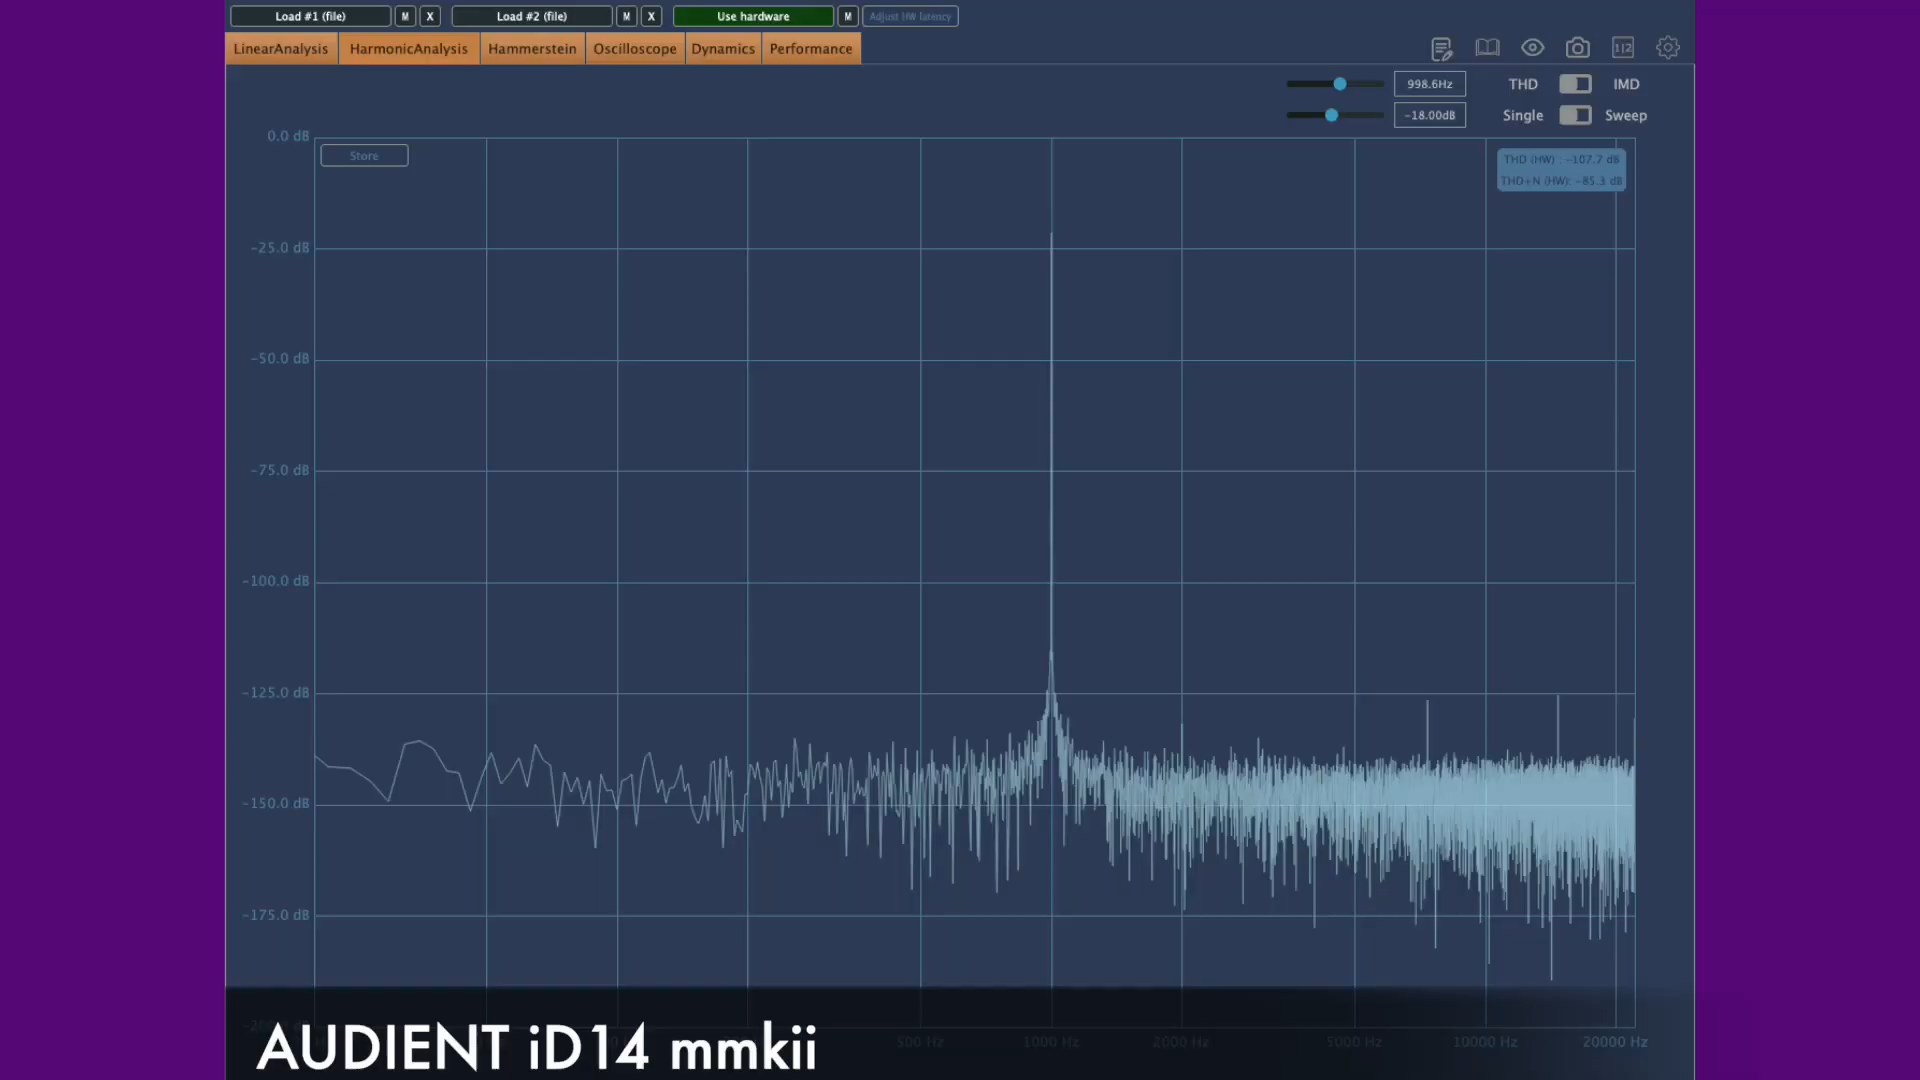 Load #1 (file) M X Load #2 (file) M X Use hardware M Adjust HW latency
LinearAnalysis HarmonicAnalysis Hammerstein Oscilloscope Dynamics Performance
1|2
998.6Hz THD IMD
-18.00dB Single Sweep
0.0 dB
Store
THD (HW) : -107.7 dB
THD+N (HW): -85.3 dB
-25.0 dB
-50.0 dB
-75.0 dB
-100.0 dB
-125.0 dB
-150.0 dB
-175.0 dB
500 Hz 1000 Hz 2000 Hz 5000 Hz 10000 Hz 20000 Hz
AUDIENT iD14 mmkii